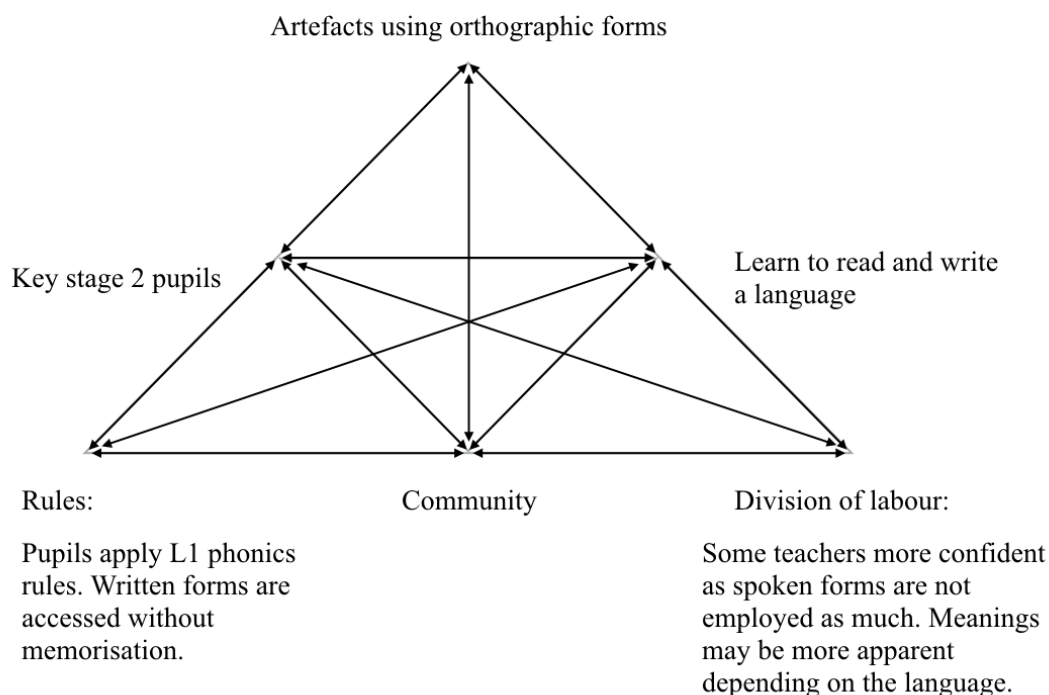 Artefacts using orthographic forms
Key stage 2 pupils
Learn to read and write
a language
Rules:
Community
Division of labour:
Pupils apply L1 phonics
rules. Written forms are
accessed without
memorisation.
Some teachers more confident
as spoken forms are not
employed as much. Meanings
may be more apparent
depending on the language.